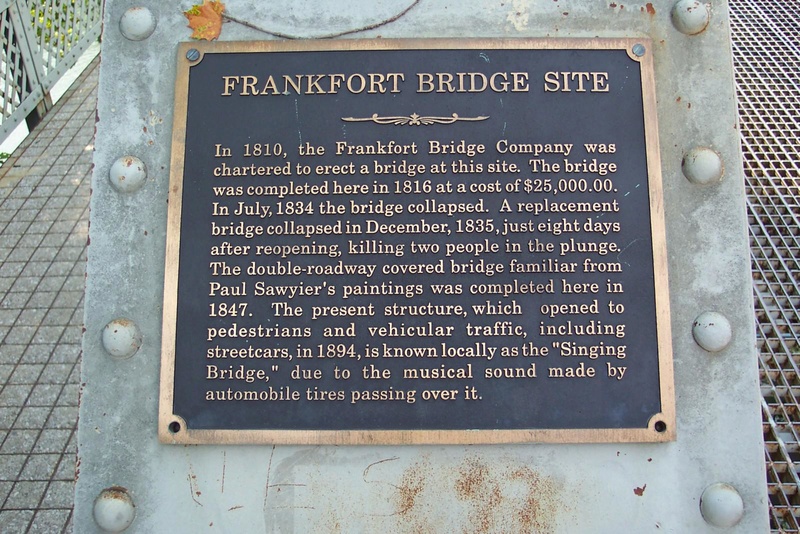 FRANKFORT BRIDGE SITE
In 1810, the Frankfort Bridge Company was
chartered to erect a bridge at this site. The bridge
was completed here in 1816 at a cost of $25,000.00.
In July, 1834 the bridge collapsed. A replacement
bridge collapsed in December, 1835, just eight days
after reopening, killing two people in the plunge.
The double-roadway covered bridge familiar from
Paul Sawyier's paintings was completed here in
1847. The present structure, which opened to
pedestrians and vehicular traffic, including
streetcars, in 1894, is known locally as the "Singing
Bridge," due to the musical sound made by
automobile tires passing over it.